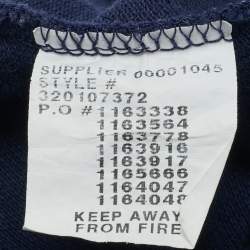 SUPPLIER 00001045
STYLE #
320107372
P.O # 1163338
1163564
1163778
1163916
1163917
1165666
1164047
1164048
KEEP AWAY
FROM FIRE